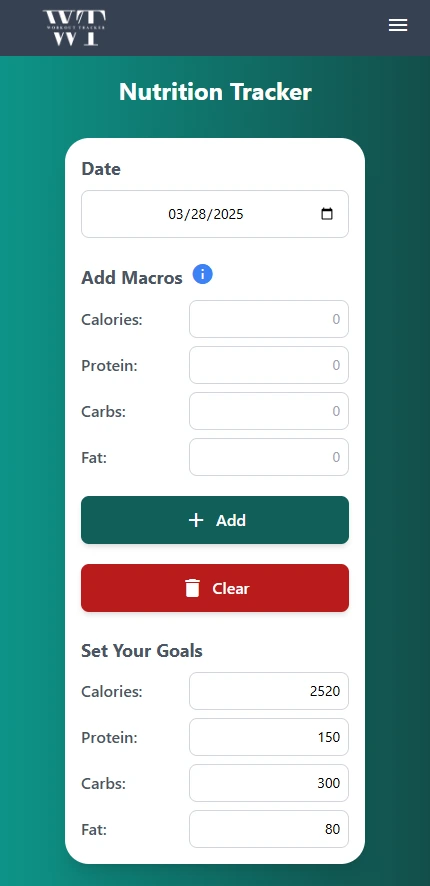 WT
WORKOUT TRACKER
WT
Nutrition Tracker
Date
03/28/2025
Add Macros i
Calories: 0
Protein: 0
Carbs: 0
Fat: 0
+ Add
Clear
Set Your Goals
Calories: 2520
Protein: 150
Carbs: 300
Fat: 80